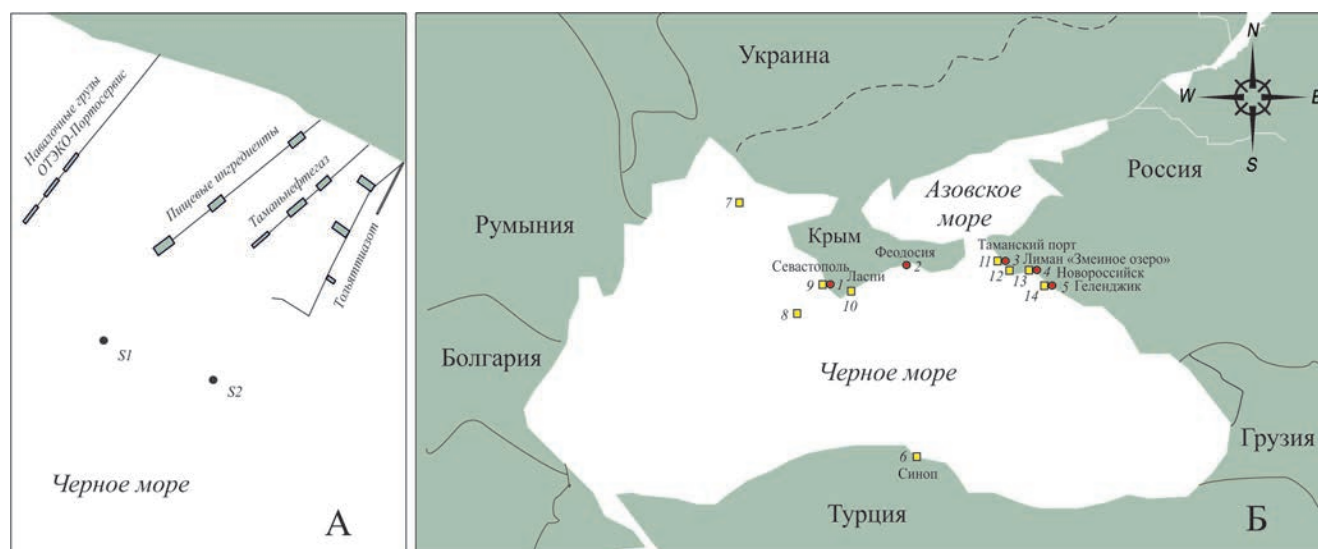 Навалочные грузы
ОТЭКО-Портосервис
Пищевые ингредиенты
Таманьнефтегаз
Тольяттиазот
S1
S2
Черное море
А
Украина
N
W
E
S
Россия
Азовское
море
Румыния
7
Крым
Феодосия
2
Таманский порт
11
3
Лиман «Змеиное озеро»
12
13
4
Новороссийск
Севастополь
9
1
Ласпи
10
14
5
Геленджик
8
Болгария
Черное море
Грузия
6
Синоп
Турция
Б